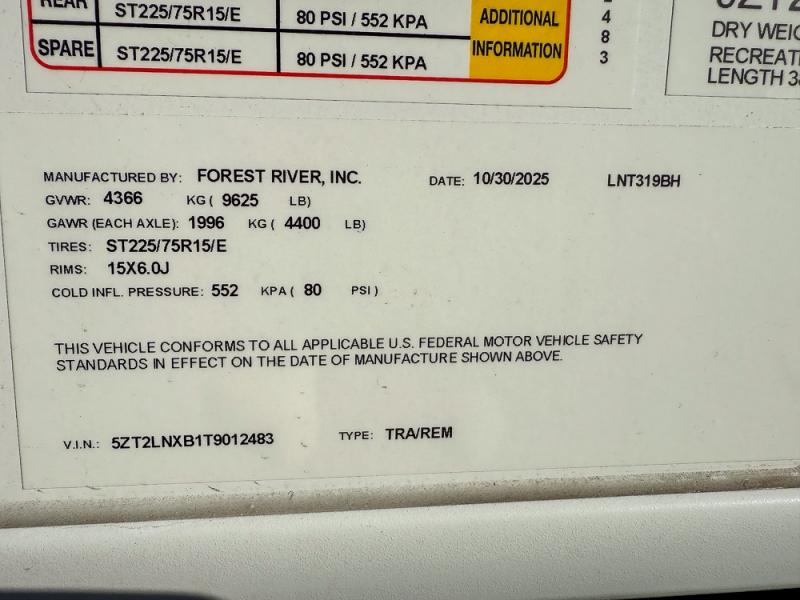 REAR ST225/75R15/E 80 PSI / 552 KPA ADDITIONAL
SPARE ST225/75R15/E 80 PSI / 552 KPA INFORMATION
4
8
3
DRY WEIG
RECREATI
LENGTH 38
MANUFACTURED BY: FOREST RIVER, INC. DATE: 10/30/2025 LNT319BH
GVWR: 4366 KG ( 9625 LB)
GAWR (EACH AXLE): 1996 KG ( 4400 LB)
TIRES: ST225/75R15/E
RIMS: 15X6.0J
COLD INFL. PRESSURE: 552 KPA ( 80 PSI )
THIS VEHICLE CONFORMS TO ALL APPLICABLE U.S. FEDERAL MOTOR VEHICLE SAFETY
STANDARDS IN EFFECT ON THE DATE OF MANUFACTURE SHOWN ABOVE.
V.I.N.: 5ZT2LNXB1T9012483 TYPE: TRA/REM